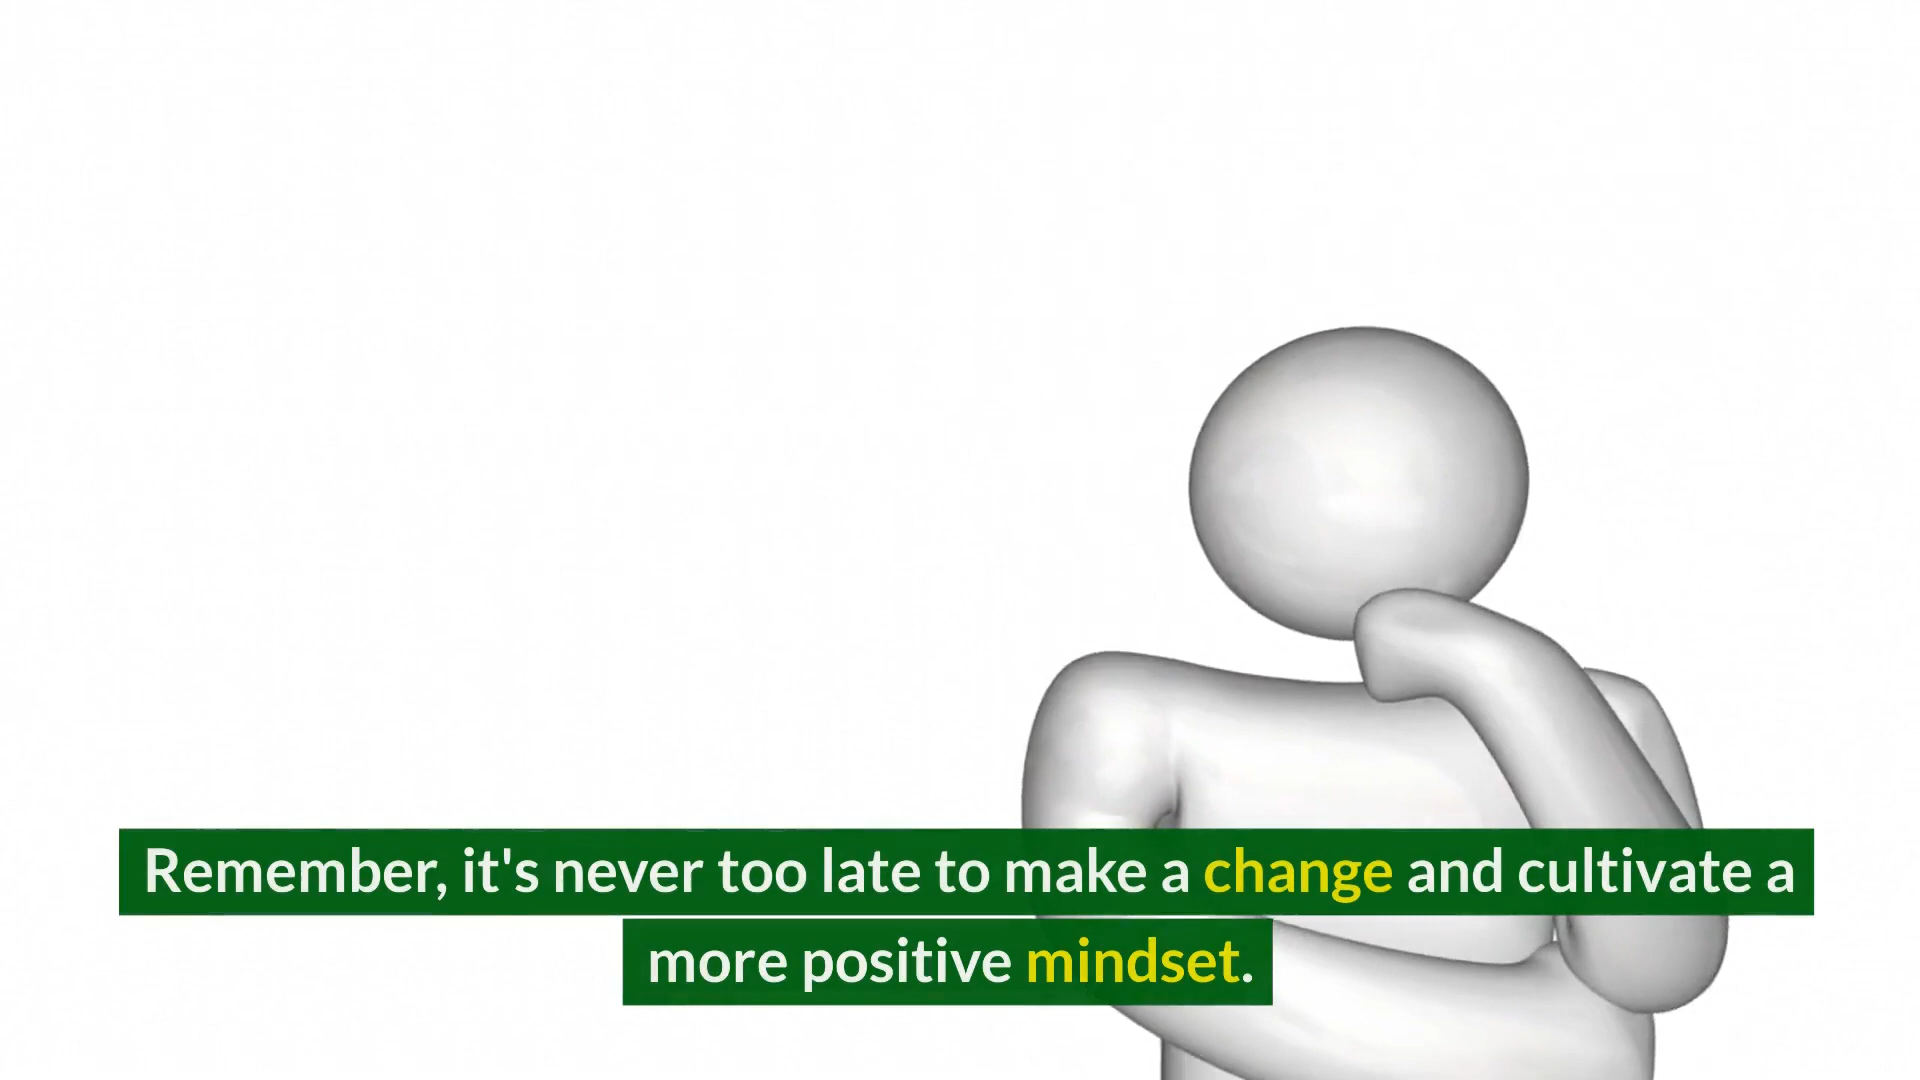 Remember, it's never too late to make a change and cultivate a
more positive mindset.